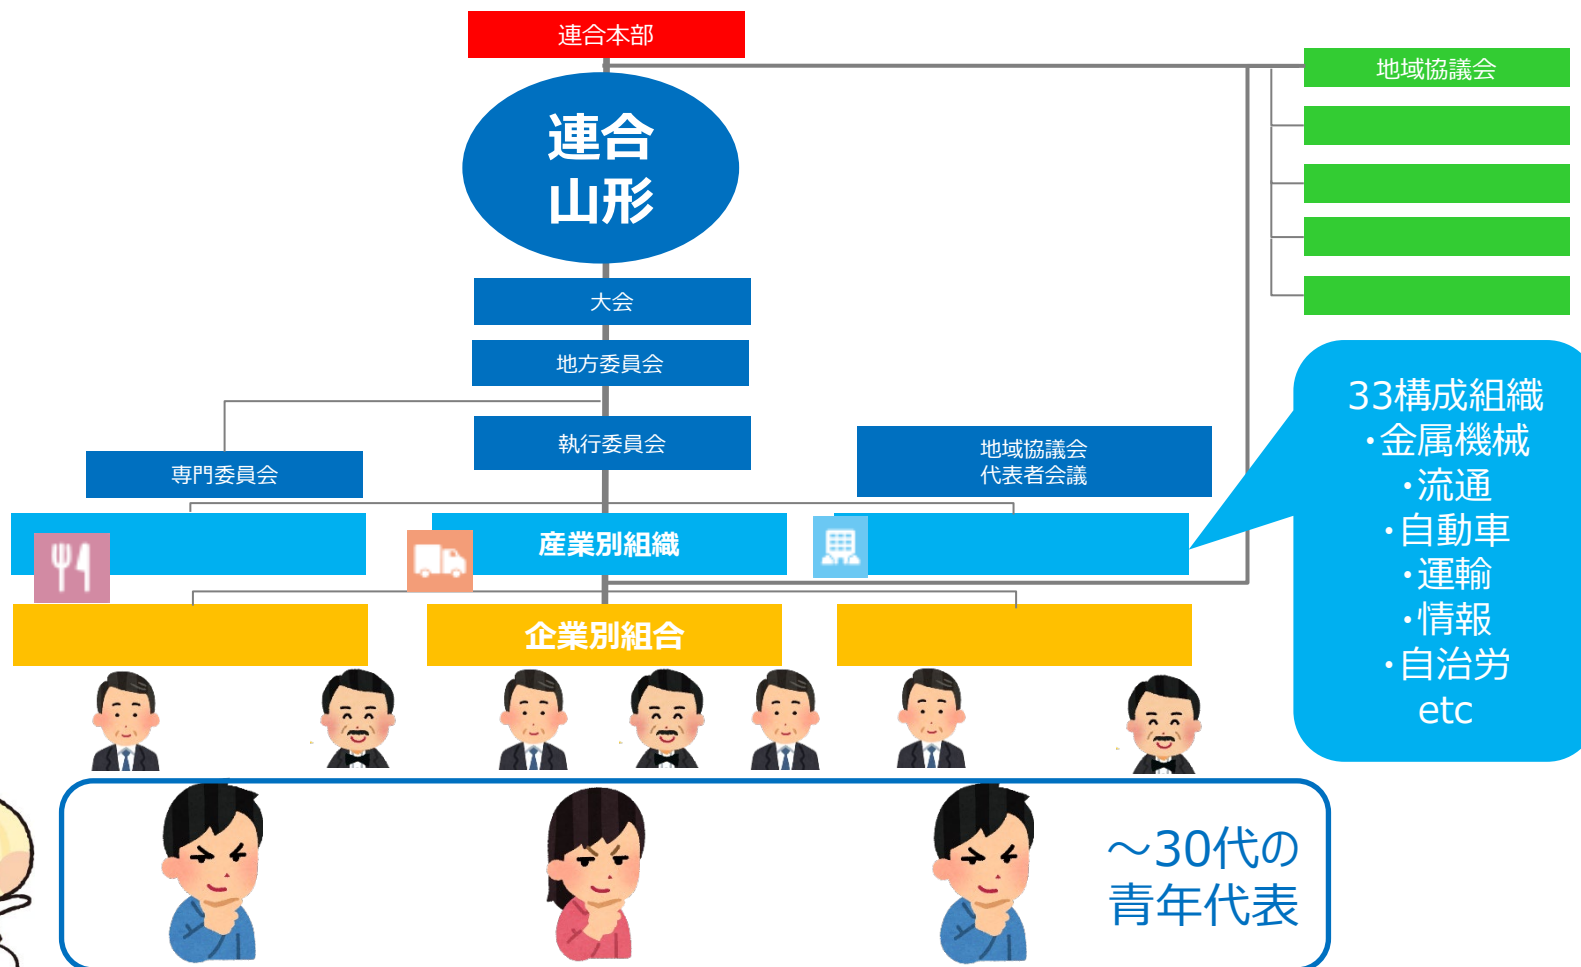 連合本部
地域協議会
連合
山形
大会
地方委員会
執行委員会
専門委員会
地域協議会
代表者会議
産業別組織
企業別組合
33構成組織
・金属機械
・流通
・自動車
・運輸
・情報
・自治労
etc
～30代の
青年代表